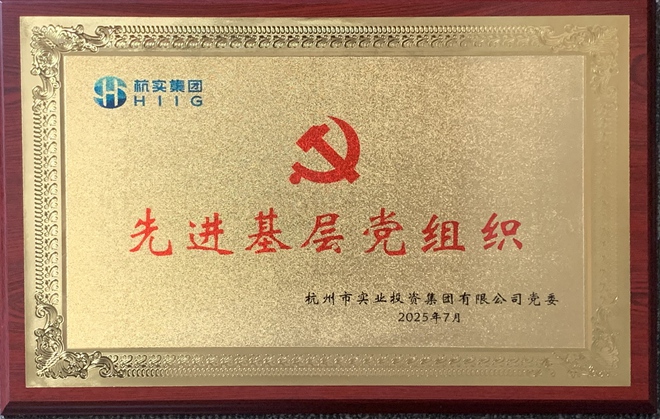 杭实集团
HIIG
先进基层党组织
杭州市实业投资集团有限公司党委
2025年7月